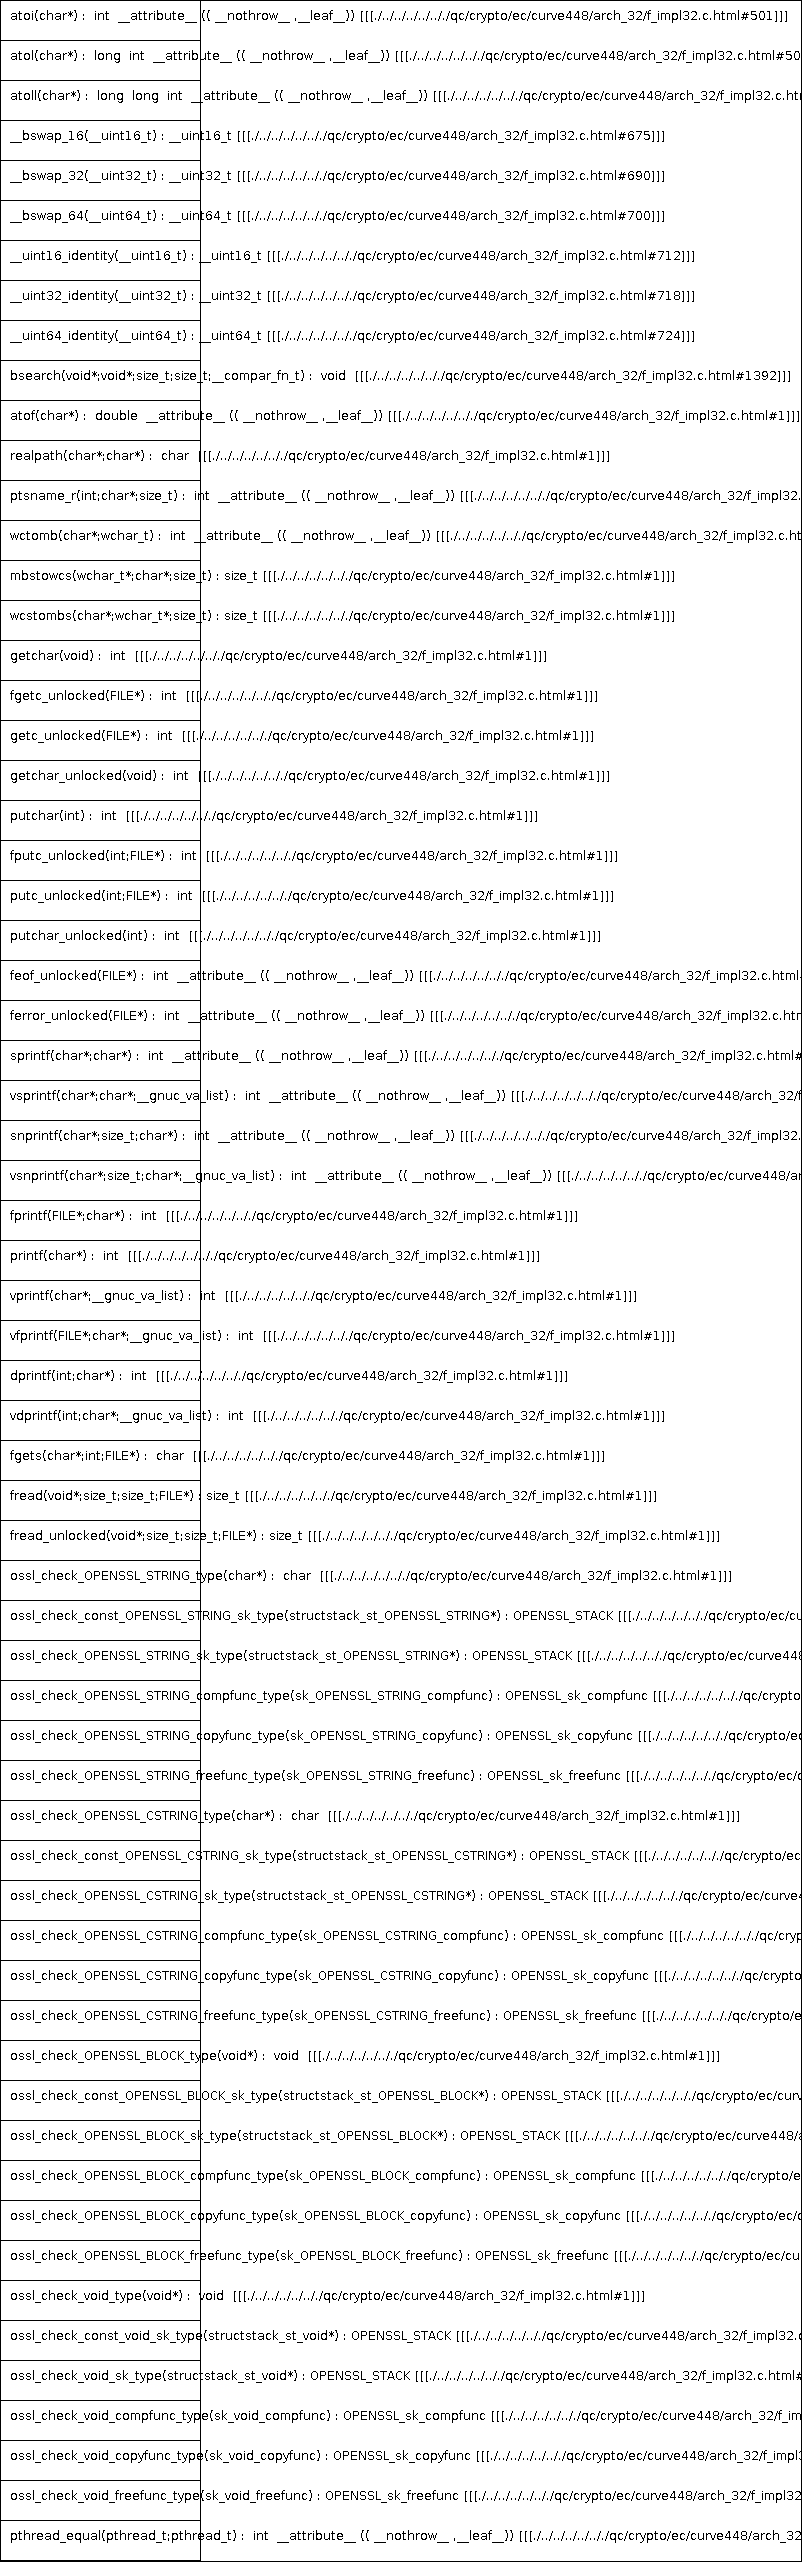 atoi(char*) :  int  __attribute__ (( __nothrow__ ,__leaf__)) [[[./../../../../../qc/crypto/ec/curve448/arch_32/f_impl32.c.html#501]]]
atol(char*) :  long  int  __attribute__ (( __nothrow__ ,__leaf__)) [[[./../../../../../qc/crypto/ec/curve448/arch_32/f_impl32.c.html#50
atoll(char*) :  long  long  int  __attribute__ (( __nothrow__ ,__leaf__)) [[[./../../../../../qc/crypto/ec/curve448/arch_32/f_impl32.c.ht
__bswap_16(__uint16_t) : __uint16_t [[[./../../../../../qc/crypto/ec/curve448/arch_32/f_impl32.c.html#675]]]
__bswap_32(__uint32_t) : __uint32_t [[[./../../../../../qc/crypto/ec/curve448/arch_32/f_impl32.c.html#690]]]
__bswap_64(__uint64_t) : __uint64_t [[[./../../../../../qc/crypto/ec/curve448/arch_32/f_impl32.c.html#700]]]
__uint16_identity(__uint16_t) : __uint16_t [[[./../../../../../qc/crypto/ec/curve448/arch_32/f_impl32.c.html#712]]]
__uint32_identity(__uint32_t) : __uint32_t [[[./../../../../../qc/crypto/ec/curve448/arch_32/f_impl32.c.html#718]]]
__uint64_identity(__uint64_t) : __uint64_t [[[./../../../../../qc/crypto/ec/curve448/arch_32/f_impl32.c.html#724]]]
bsearch(void*;void*;size_t;size_t;__compar_fn_t) :  void  [[[./../../../../../qc/crypto/ec/curve448/arch_32/f_impl32.c.html#1392]]]
atof(char*) :  double  __attribute__ (( __nothrow__ ,__leaf__)) [[[./../../../../../qc/crypto/ec/curve448/arch_32/f_impl32.c.html#1]]]
realpath(char*;char*) :  char  [[[./../../../../../qc/crypto/ec/curve448/arch_32/f_impl32.c.html#1]]]
ptsname_r(int;char*;size_t) :  int  __attribute__ (( __nothrow__ ,__leaf__)) [[[./../../../../../qc/crypto/ec/curve448/arch_32/f_impl32.
wctomb(char*;wchar_t) :  int  __attribute__ (( __nothrow__ ,__leaf__)) [[[./../../../../../qc/crypto/ec/curve448/arch_32/f_impl32.c.ht
mbstowcs(wchar_t*;char*;size_t) : size_t [[[./../../../../../qc/crypto/ec/curve448/arch_32/f_impl32.c.html#1]]]
wcstombs(char*;wchar_t*;size_t) : size_t [[[./../../../../../qc/crypto/ec/curve448/arch_32/f_impl32.c.html#1]]]
getchar(void) :  int  [[[./../../../../../qc/crypto/ec/curve448/arch_32/f_impl32.c.html#1]]]
fgetc_unlocked(FILE*) :  int  [[[./../../../../../qc/crypto/ec/curve448/arch_32/f_impl32.c.html#1]]]
getc_unlocked(FILE*) :  int  [[[./../../../../../qc/crypto/ec/curve448/arch_32/f_impl32.c.html#1]]]
getchar_unlocked(void) :  int  [[[./../../../../../qc/crypto/ec/curve448/arch_32/f_impl32.c.html#1]]]
putchar(int) :  int  [[[./../../../../../qc/crypto/ec/curve448/arch_32/f_impl32.c.html#1]]]
fputc_unlocked(int;FILE*) :  int  [[[./../../../../../qc/crypto/ec/curve448/arch_32/f_impl32.c.html#1]]]
putc_unlocked(int;FILE*) :  int  [[[./../../../../../qc/crypto/ec/curve448/arch_32/f_impl32.c.html#1]]]
putchar_unlocked(int) :  int  [[[./../../../../../qc/crypto/ec/curve448/arch_32/f_impl32.c.html#1]]]
feof_unlocked(FILE*) :  int  __attribute__ (( __nothrow__ ,__leaf__)) [[[./../../../../../qc/crypto/ec/curve448/arch_32/f_impl32.c.html
ferror_unlocked(FILE*) :  int  __attribute__ (( __nothrow__ ,__leaf__)) [[[./../../../../../qc/crypto/ec/curve448/arch_32/f_impl32.c.htm
sprintf(char*;char*) :  int  __attribute__ (( __nothrow__ ,__leaf__)) [[[./../../../../../qc/crypto/ec/curve448/arch_32/f_impl32.c.html#
vsprintf(char*;char*;__gnuc_va_list) :  int  __attribute__ (( __nothrow__ ,__leaf__)) [[[./../../../../../qc/crypto/ec/curve448/arch_32/f
snprintf(char*;size_t;char*) :  int  __attribute__ (( __nothrow__ ,__leaf__)) [[[./../../../../../qc/crypto/ec/curve448/arch_32/f_impl32.
vsnprintf(char*;size_t;char*;__gnuc_va_list) :  int  __attribute__ (( __nothrow__ ,__leaf__)) [[[./../../../../../qc/crypto/ec/curve448/ar
fprintf(FILE*;char*) :  int  [[[./../../../../../qc/crypto/ec/curve448/arch_32/f_impl32.c.html#1]]]
printf(char*) :  int  [[[./../../../../../qc/crypto/ec/curve448/arch_32/f_impl32.c.html#1]]]
vprintf(char*;__gnuc_va_list) :  int  [[[./../../../../../qc/crypto/ec/curve448/arch_32/f_impl32.c.html#1]]]
vfprintf(FILE*;char*;__gnuc_va_list) :  int  [[[./../../../../../qc/crypto/ec/curve448/arch_32/f_impl32.c.html#1]]]
dprintf(int;char*) :  int  [[[./../../../../../qc/crypto/ec/curve448/arch_32/f_impl32.c.html#1]]]
vdprintf(int;char*;__gnuc_va_list) :  int  [[[./../../../../../qc/crypto/ec/curve448/arch_32/f_impl32.c.html#1]]]
fgets(char*;int;FILE*) :  char  [[[./../../../../../qc/crypto/ec/curve448/arch_32/f_impl32.c.html#1]]]
fread(void*;size_t;size_t;FILE*) : size_t [[[./../../../../../qc/crypto/ec/curve448/arch_32/f_impl32.c.html#1]]]
fread_unlocked(void*;size_t;size_t;FILE*) : size_t [[[./../../../../../qc/crypto/ec/curve448/arch_32/f_impl32.c.html#1]]]
ossl_check_OPENSSL_STRING_type(char*) :  char  [[[./../../../../../qc/crypto/ec/curve448/arch_32/f_impl32.c.html#1]]]
ossl_check_const_OPENSSL_STRING_sk_type(structstack_st_OPENSSL_STRING*) : OPENSSL_STACK [[[./../../../../../qc/crypto/ec/cu
ossl_check_OPENSSL_STRING_sk_type(structstack_st_OPENSSL_STRING*) : OPENSSL_STACK [[[./../../../../../qc/crypto/ec/curve448
ossl_check_OPENSSL_STRING_compfunc_type(sk_OPENSSL_STRING_compfunc) : OPENSSL_sk_compfunc [[[./../../../../../qc/crypto
ossl_check_OPENSSL_STRING_copyfunc_type(sk_OPENSSL_STRING_copyfunc) : OPENSSL_sk_copyfunc [[[./../../../../../qc/crypto/ec
ossl_check_OPENSSL_STRING_freefunc_type(sk_OPENSSL_STRING_freefunc) : OPENSSL_sk_freefunc [[[./../../../../../qc/crypto/ec/c
ossl_check_OPENSSL_CSTRING_type(char*) :  char  [[[./../../../../../qc/crypto/ec/curve448/arch_32/f_impl32.c.html#1]]]
ossl_check_const_OPENSSL_CSTRING_sk_type(structstack_st_OPENSSL_CSTRING*) : OPENSSL_STACK [[[./../../../../../qc/crypto/ec
ossl_check_OPENSSL_CSTRING_sk_type(structstack_st_OPENSSL_CSTRING*) : OPENSSL_STACK [[[./../../../../../qc/crypto/ec/curve4
ossl_check_OPENSSL_CSTRING_compfunc_type(sk_OPENSSL_CSTRING_compfunc) : OPENSSL_sk_compfunc [[[./../../../../../qc/cryp
ossl_check_OPENSSL_CSTRING_copyfunc_type(sk_OPENSSL_CSTRING_copyfunc) : OPENSSL_sk_copyfunc [[[./../../../../../qc/crypto
ossl_check_OPENSSL_CSTRING_freefunc_type(sk_OPENSSL_CSTRING_freefunc) : OPENSSL_sk_freefunc [[[./../../../../../qc/crypto/e
ossl_check_OPENSSL_BLOCK_type(void*) :  void  [[[./../../../../../qc/crypto/ec/curve448/arch_32/f_impl32.c.html#1]]]
ossl_check_const_OPENSSL_BLOCK_sk_type(structstack_st_OPENSSL_BLOCK*) : OPENSSL_STACK [[[./../../../../../qc/crypto/ec/curv
ossl_check_OPENSSL_BLOCK_sk_type(structstack_st_OPENSSL_BLOCK*) : OPENSSL_STACK [[[./../../../../../qc/crypto/ec/curve448/a
ossl_check_OPENSSL_BLOCK_compfunc_type(sk_OPENSSL_BLOCK_compfunc) : OPENSSL_sk_compfunc [[[./../../../../../qc/crypto/e
ossl_check_OPENSSL_BLOCK_copyfunc_type(sk_OPENSSL_BLOCK_copyfunc) : OPENSSL_sk_copyfunc [[[./../../../../../qc/crypto/ec/c
ossl_check_OPENSSL_BLOCK_freefunc_type(sk_OPENSSL_BLOCK_freefunc) : OPENSSL_sk_freefunc [[[./../../../../../qc/crypto/ec/cu
ossl_check_void_type(void*) :  void  [[[./../../../../../qc/crypto/ec/curve448/arch_32/f_impl32.c.html#1]]]
ossl_check_const_void_sk_type(structstack_st_void*) : OPENSSL_STACK [[[./../../../../../qc/crypto/ec/curve448/arch_32/f_impl32.c
ossl_check_void_sk_type(structstack_st_void*) : OPENSSL_STACK [[[./../../../../../qc/crypto/ec/curve448/arch_32/f_impl32.c.html#
ossl_check_void_compfunc_type(sk_void_compfunc) : OPENSSL_sk_compfunc [[[./../../../../../qc/crypto/ec/curve448/arch_32/f_im
ossl_check_void_copyfunc_type(sk_void_copyfunc) : OPENSSL_sk_copyfunc [[[./../../../../../qc/crypto/ec/curve448/arch_32/f_impl3
ossl_check_void_freefunc_type(sk_void_freefunc) : OPENSSL_sk_freefunc [[[./../../../../../qc/crypto/ec/curve448/arch_32/f_impl32
pthread_equal(pthread_t;pthread_t) :  int  __attribute__ (( __nothrow__ ,__leaf__)) [[[./../../../../../qc/crypto/ec/curve448/arch_32